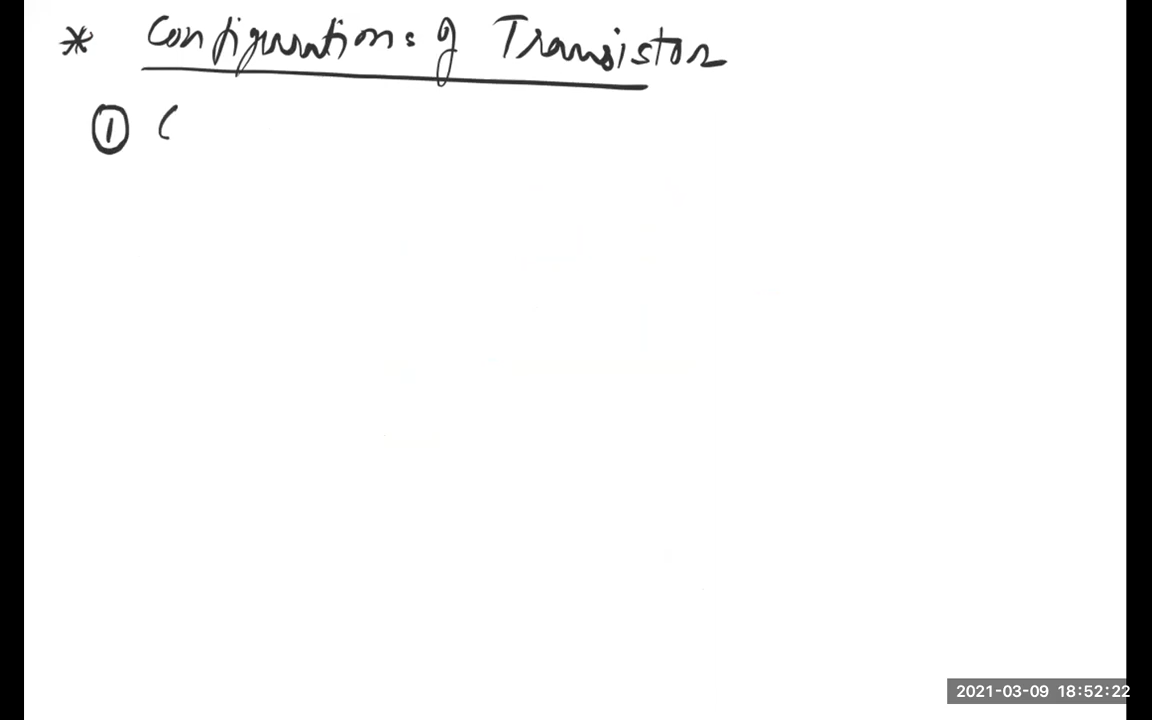 * Configurations of Transistor
① C
2021-03-09 18:52:22